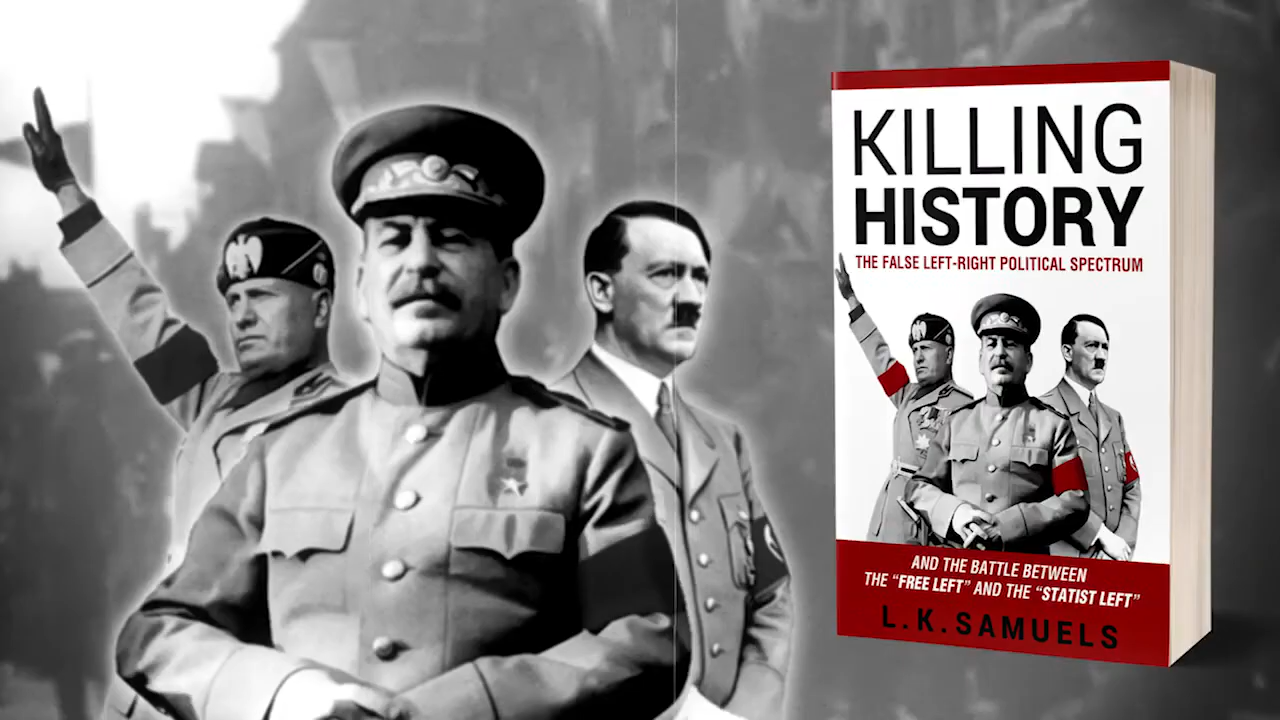 KILLING
HISTORY
THE FALSE LEFT-RIGHT POLITICAL SPECTRUM
AND THE BATTLE BETWEEN
THE “FREE LEFT” AND THE “STATIST LEFT”
L.K.SAMUELS